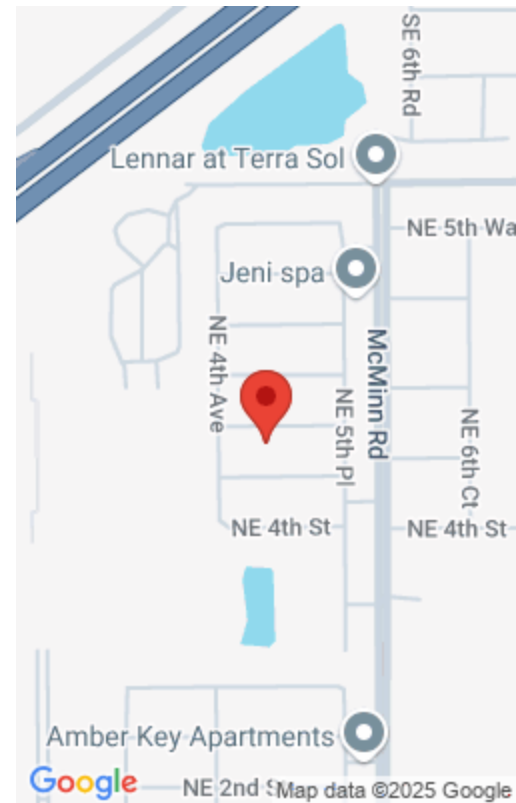 SE 6th Rd
Lennar at Terra Sol
NE 5th Wa
Jeni spa
NE 4th Ave
McMinn Rd
NE 5th Pl
NE 6th Ct
NE 4th St
NE 4th St
Amber Key Apartments
Google
NE 2nd S
Map data ©2025 Google